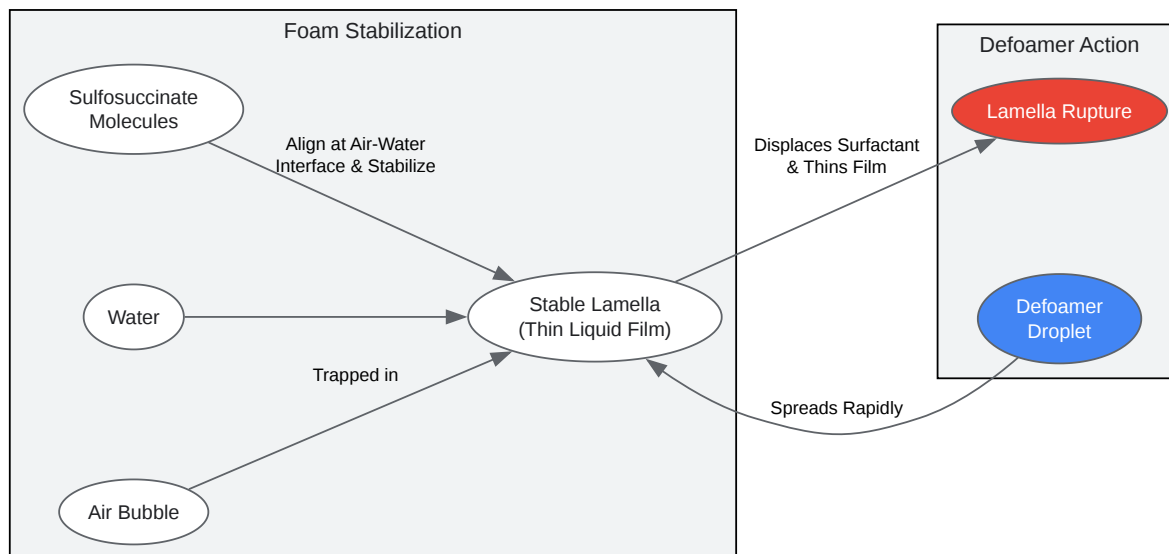 Foam Stabilization
Defoamer Action
Sulfosuccinate
Molecules
Lamella Rupture
Align at Air-Water
Interface & Stabilize
Displaces Surfactant
& Thins Film
Water
Stable Lamella
(Thin Liquid Film)
Defoamer
Droplet
Trapped in
Spreads Rapidly
Air Bubble